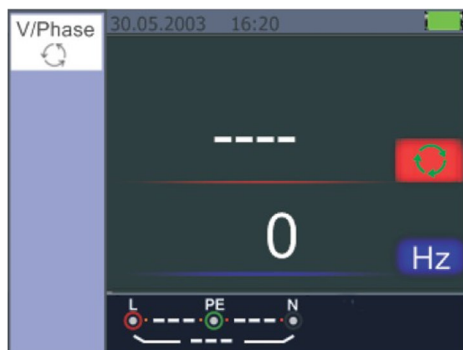 V/Phase
30.05.2003 16:20
----
0
Hz
L PE N
--- ---
---